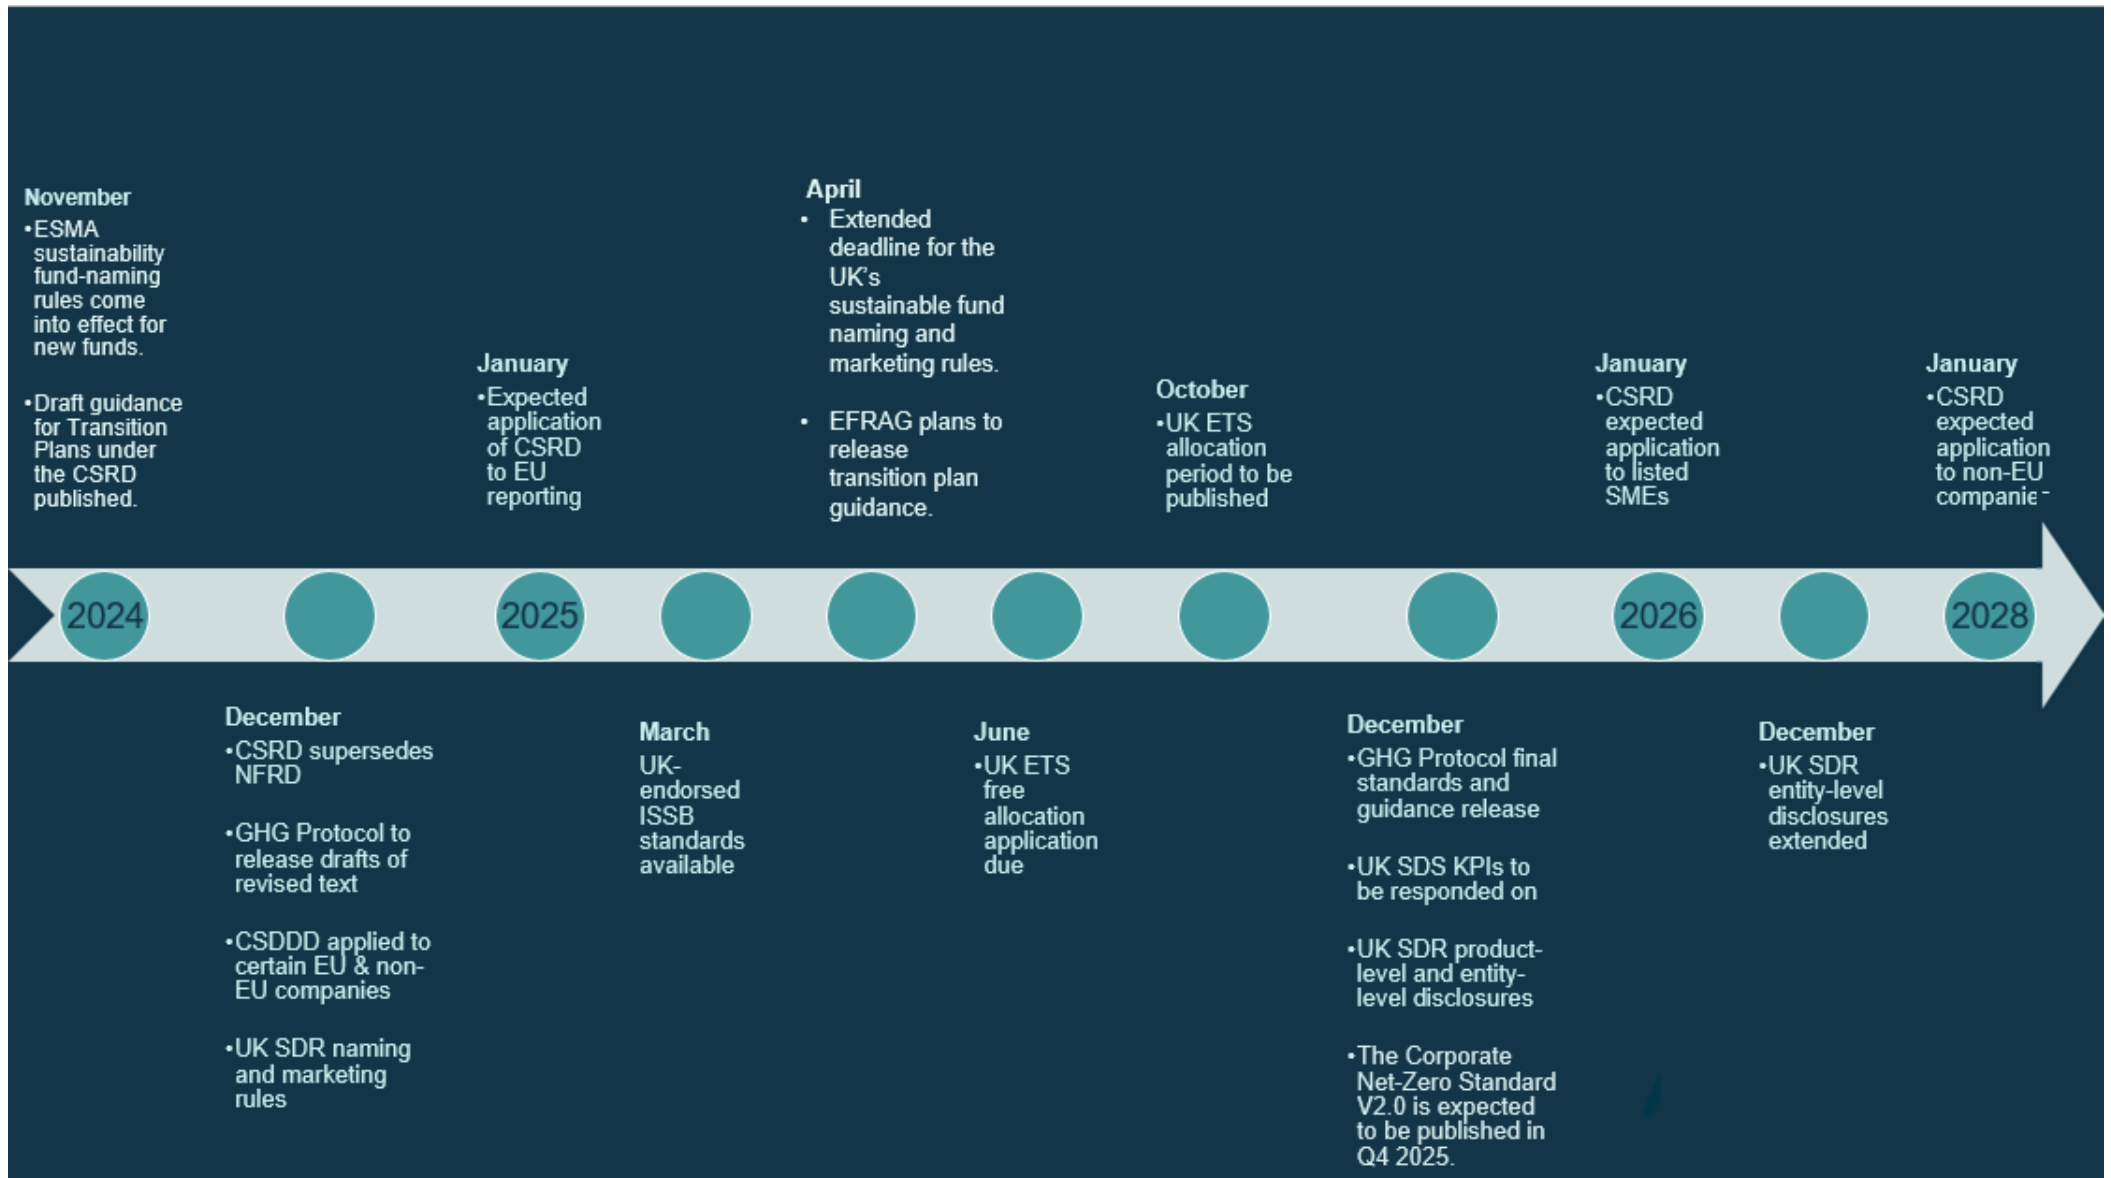 November
•ESMA
sustainability
fund-naming
rules come
into effect for
new funds.
•Draft guidance
for Transition
Plans under
the CSRD
published.
January
•Expected
application
of CSRD
to EU
reporting
April
• Extended
deadline for the
UK's
sustainable fund
naming and
marketing rules.
• EFRAG plans to
release
transition plan
guidance.
October
•UK ETS
allocation
period to be
published
January
•CSRD
expected
application
to listed
SMEs
January
•CSRD
expected
application
to non-EU
2024
2025
2026
2028
December
•CSRD supersedes
NFRD
•GHG Protocol to
release drafts of
revised text
•CSDDD applied to
certain EU & non-
EU companies
•UK SDR naming
and marketing
rules
March
UK-
endorsed
ISSB
standards
available
June
•UK ETS
free
allocation
application
due
December
•GHG Protocol final
standards and
guidance release
•UK SDS KPIs to
be responded on
•UK SDR product-
level and entity-
level disclosures
•The Corporate
Net-Zero Standard
V2.0 is expected
to be published in
Q4 2025.
December
•UK SDR
entity-level
disclosures
extended